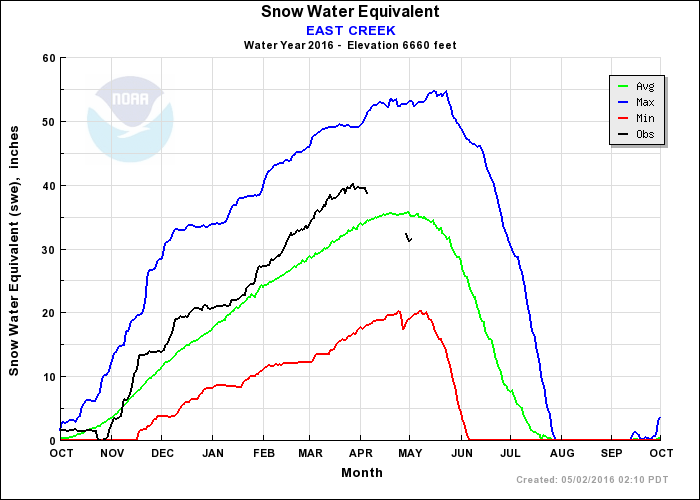 Snow Water Equivalent
EAST CREEK
Water Year 2016 - Elevation 6660 feet
NOAA
Avg
Max
Min
Obs
Snow Water Equivalent (swe), inches
60
50
40
30
20
10
0
OCT NOV DEC JAN FEB MAR APR MAY JUN JUL AUG SEP OCT
Month
Created: 05/02/2016 02:10 PDT